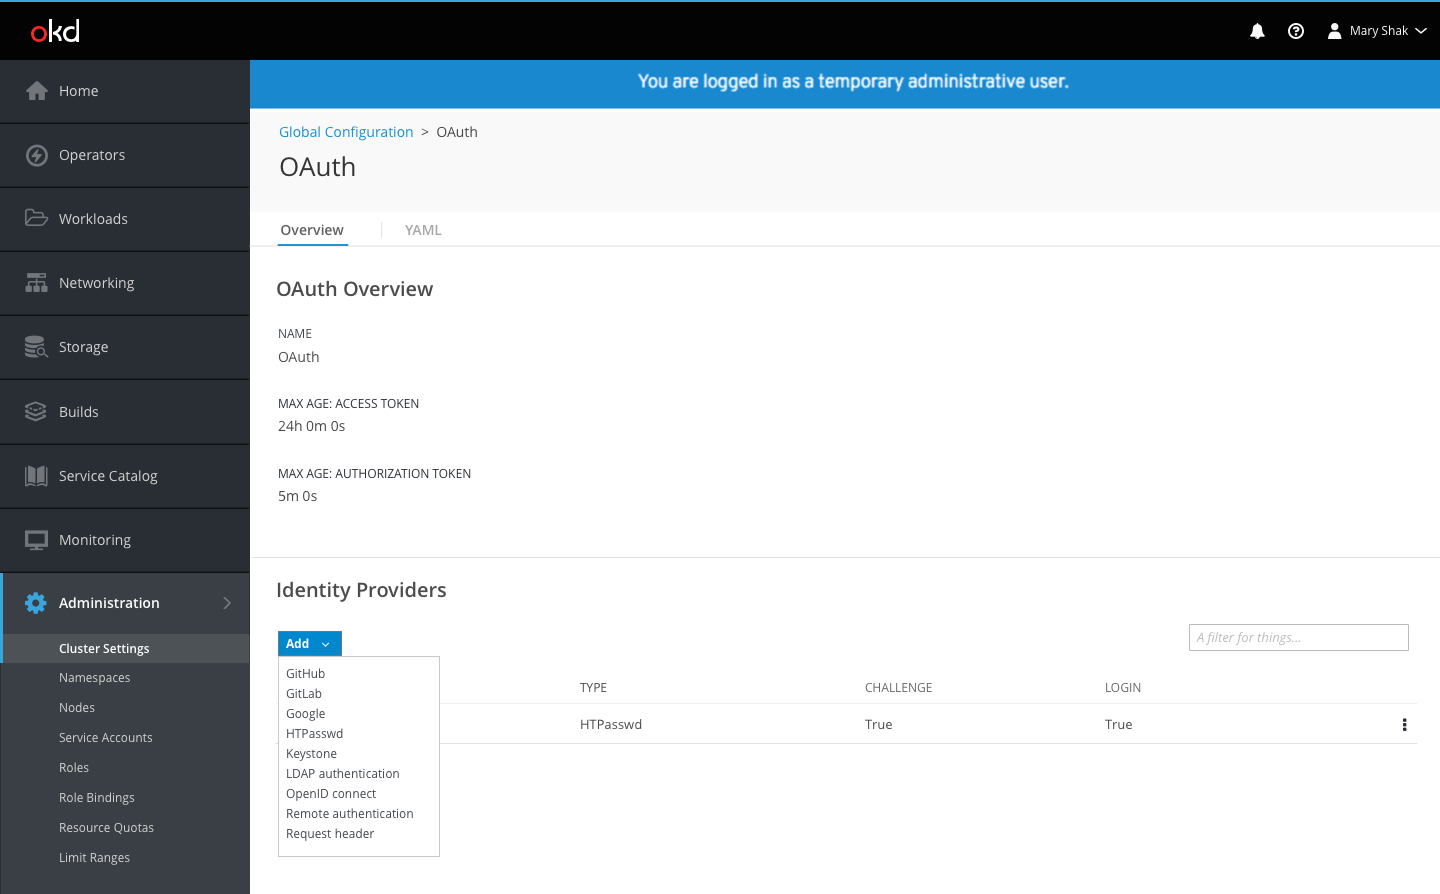 okd
Mary Shak
You are logged in as a temporary administrative user.
Home
Operators
Workloads
Networking
Storage
Builds
Service Catalog
Monitoring
Administration
Cluster Settings
Namespaces
Nodes
Service Accounts
Roles
Role Bindings
Resource Quotas
Limit Ranges
Global Configuration > OAuth
OAuth
Overview YAML
OAuth Overview
NAME
OAuth
MAX AGE: ACCESS TOKEN
24h 0m 0s
MAX AGE: AUTHORIZATION TOKEN
5m 0s
Identity Providers
Add
A filter for things...
GitHub
GitLab
Google
HTPasswd
Keystone
LDAP authentication
OpenID connect
Remote authentication
Request header
TYPE CHALLENGE LOGIN
HTPasswd True True